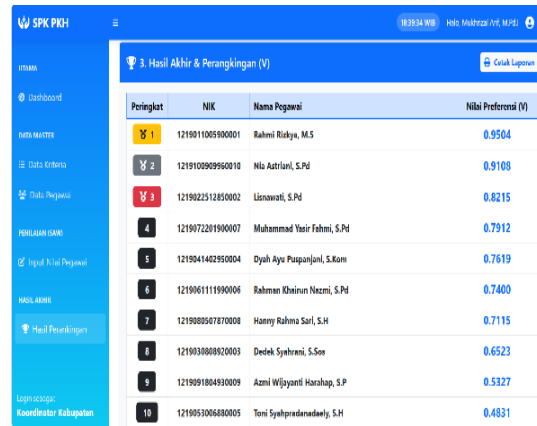 SPK PKH
18:39:34 WIB Halo, Mukhrizal Arif, M.Pd.I
UTAMA
Dashboard
DATA MASTER
Data Kriteria
Data Pegawai
PENILAIAN (SAW)
Input Nilai Pegawai
HASIL AKHIR
Hasil Perankingan
Login sebagai:
Koordinator Kabupaten
3. Hasil Akhir & Perangkingan (V)
Cetak Laporan
Peringkat NIK Nama Pegawai Nilai Preferensi (V)
1 1219011005900001 Rahmi Rizkya, M.S 0.9504
2 1219100909960010 Nia Astriani, S.Pd 0.9108
3 1219022512850002 Lisnawati, S.Pd 0.8215
4 1219072201900007 Muhammad Yasir Fahmi, S.Pd 0.7912
5 1219041402950004 Dyah Ayu Puspanjani, S.Kom 0.7619
6 1219061111990006 Rahman Khairun Nazmi, S.Pd 0.7400
7 1219080507870008 Hanny Rahma Sari, S.H 0.7115
8 1219030808920003 Dedek Syahrani, S.Sos 0.6523
9 1219091804930009 Azmi Wijayanti Harahap, S.P 0.5327
10 1219053006880005 Toni Syahpradanadaely, S.H 0.4831